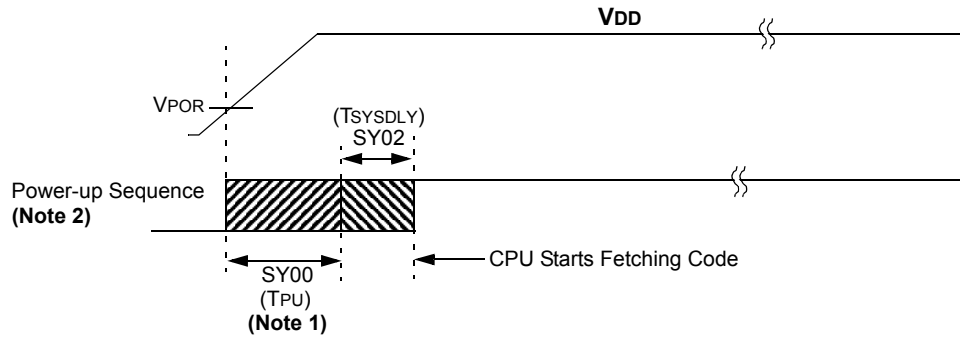 VDD
VPOR
(TSYSDLY)
SY02
Power-up Sequence
(Note 2)
CPU Starts Fetching Code
SY00
(TPU)
(Note 1)